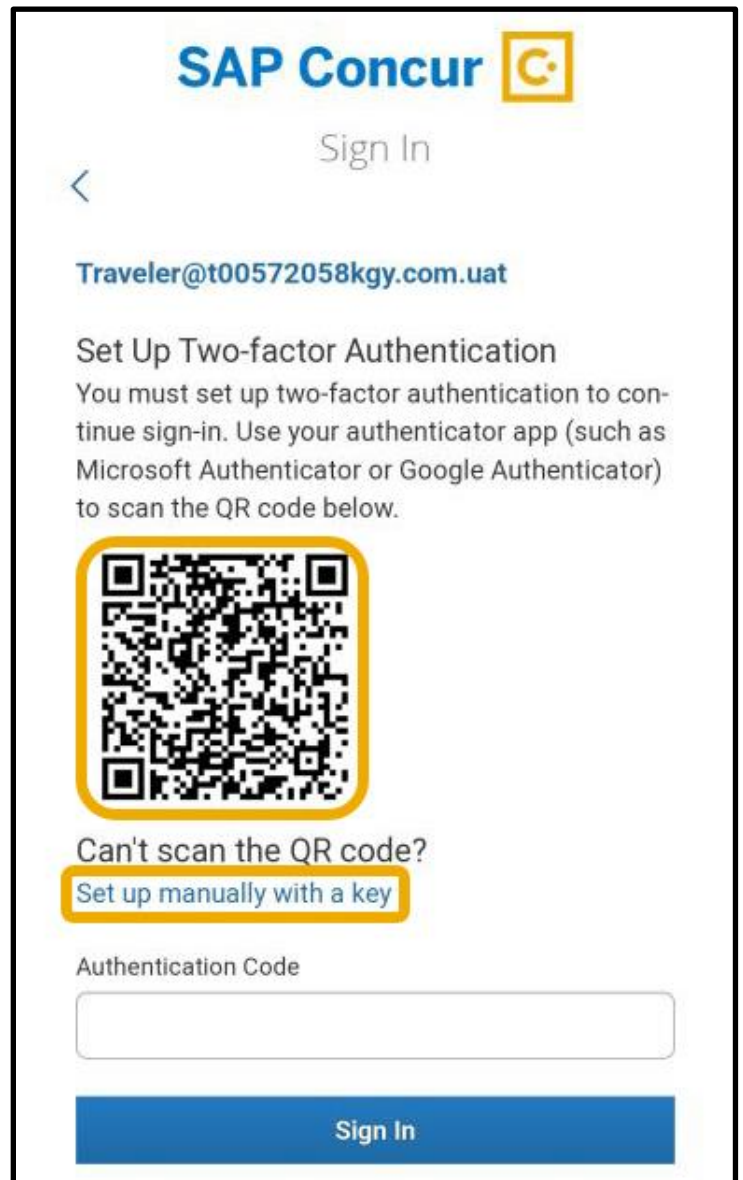 SAP Concur C.
Sign In
Traveler@t00572058kgy.com.uat
Set Up Two-factor Authentication
You must set up two-factor authentication to con-
tinue sign-in. Use your authenticator app (such as
Microsoft Authenticator or Google Authenticator)
to scan the QR code below.
Can't scan the QR code?
Set up manually with a key
Authentication Code
Sign In